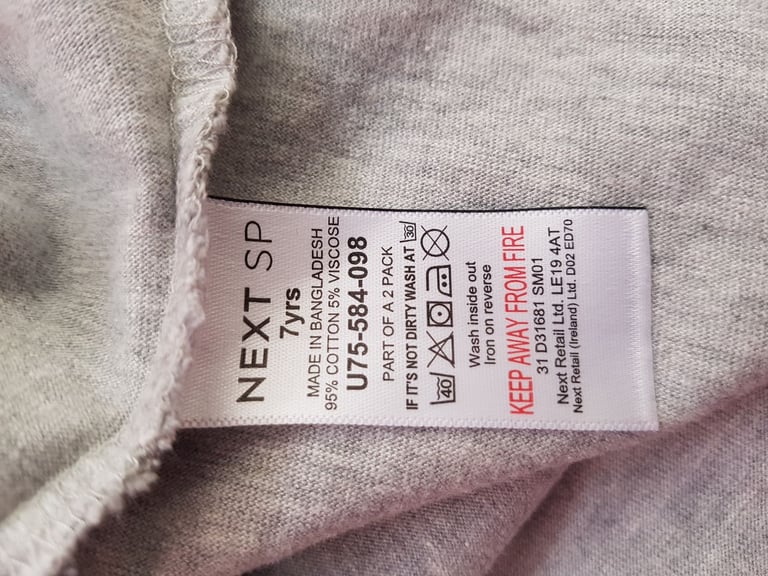 NEXT SP
7yrs
MADE IN BANGLADESH
95% COTTON 5% VISCOSE
U75-584-098
PART OF A 2 PACK
IF IT'S NOT DIRTY WASH AT 30
40
Wash inside out
Iron on reverse
KEEP AWAY FROM FIRE
31 D31681 SM01
Next Retail Ltd. LE19 4AT
Next Retail (Ireland) Ltd. D02 ED70